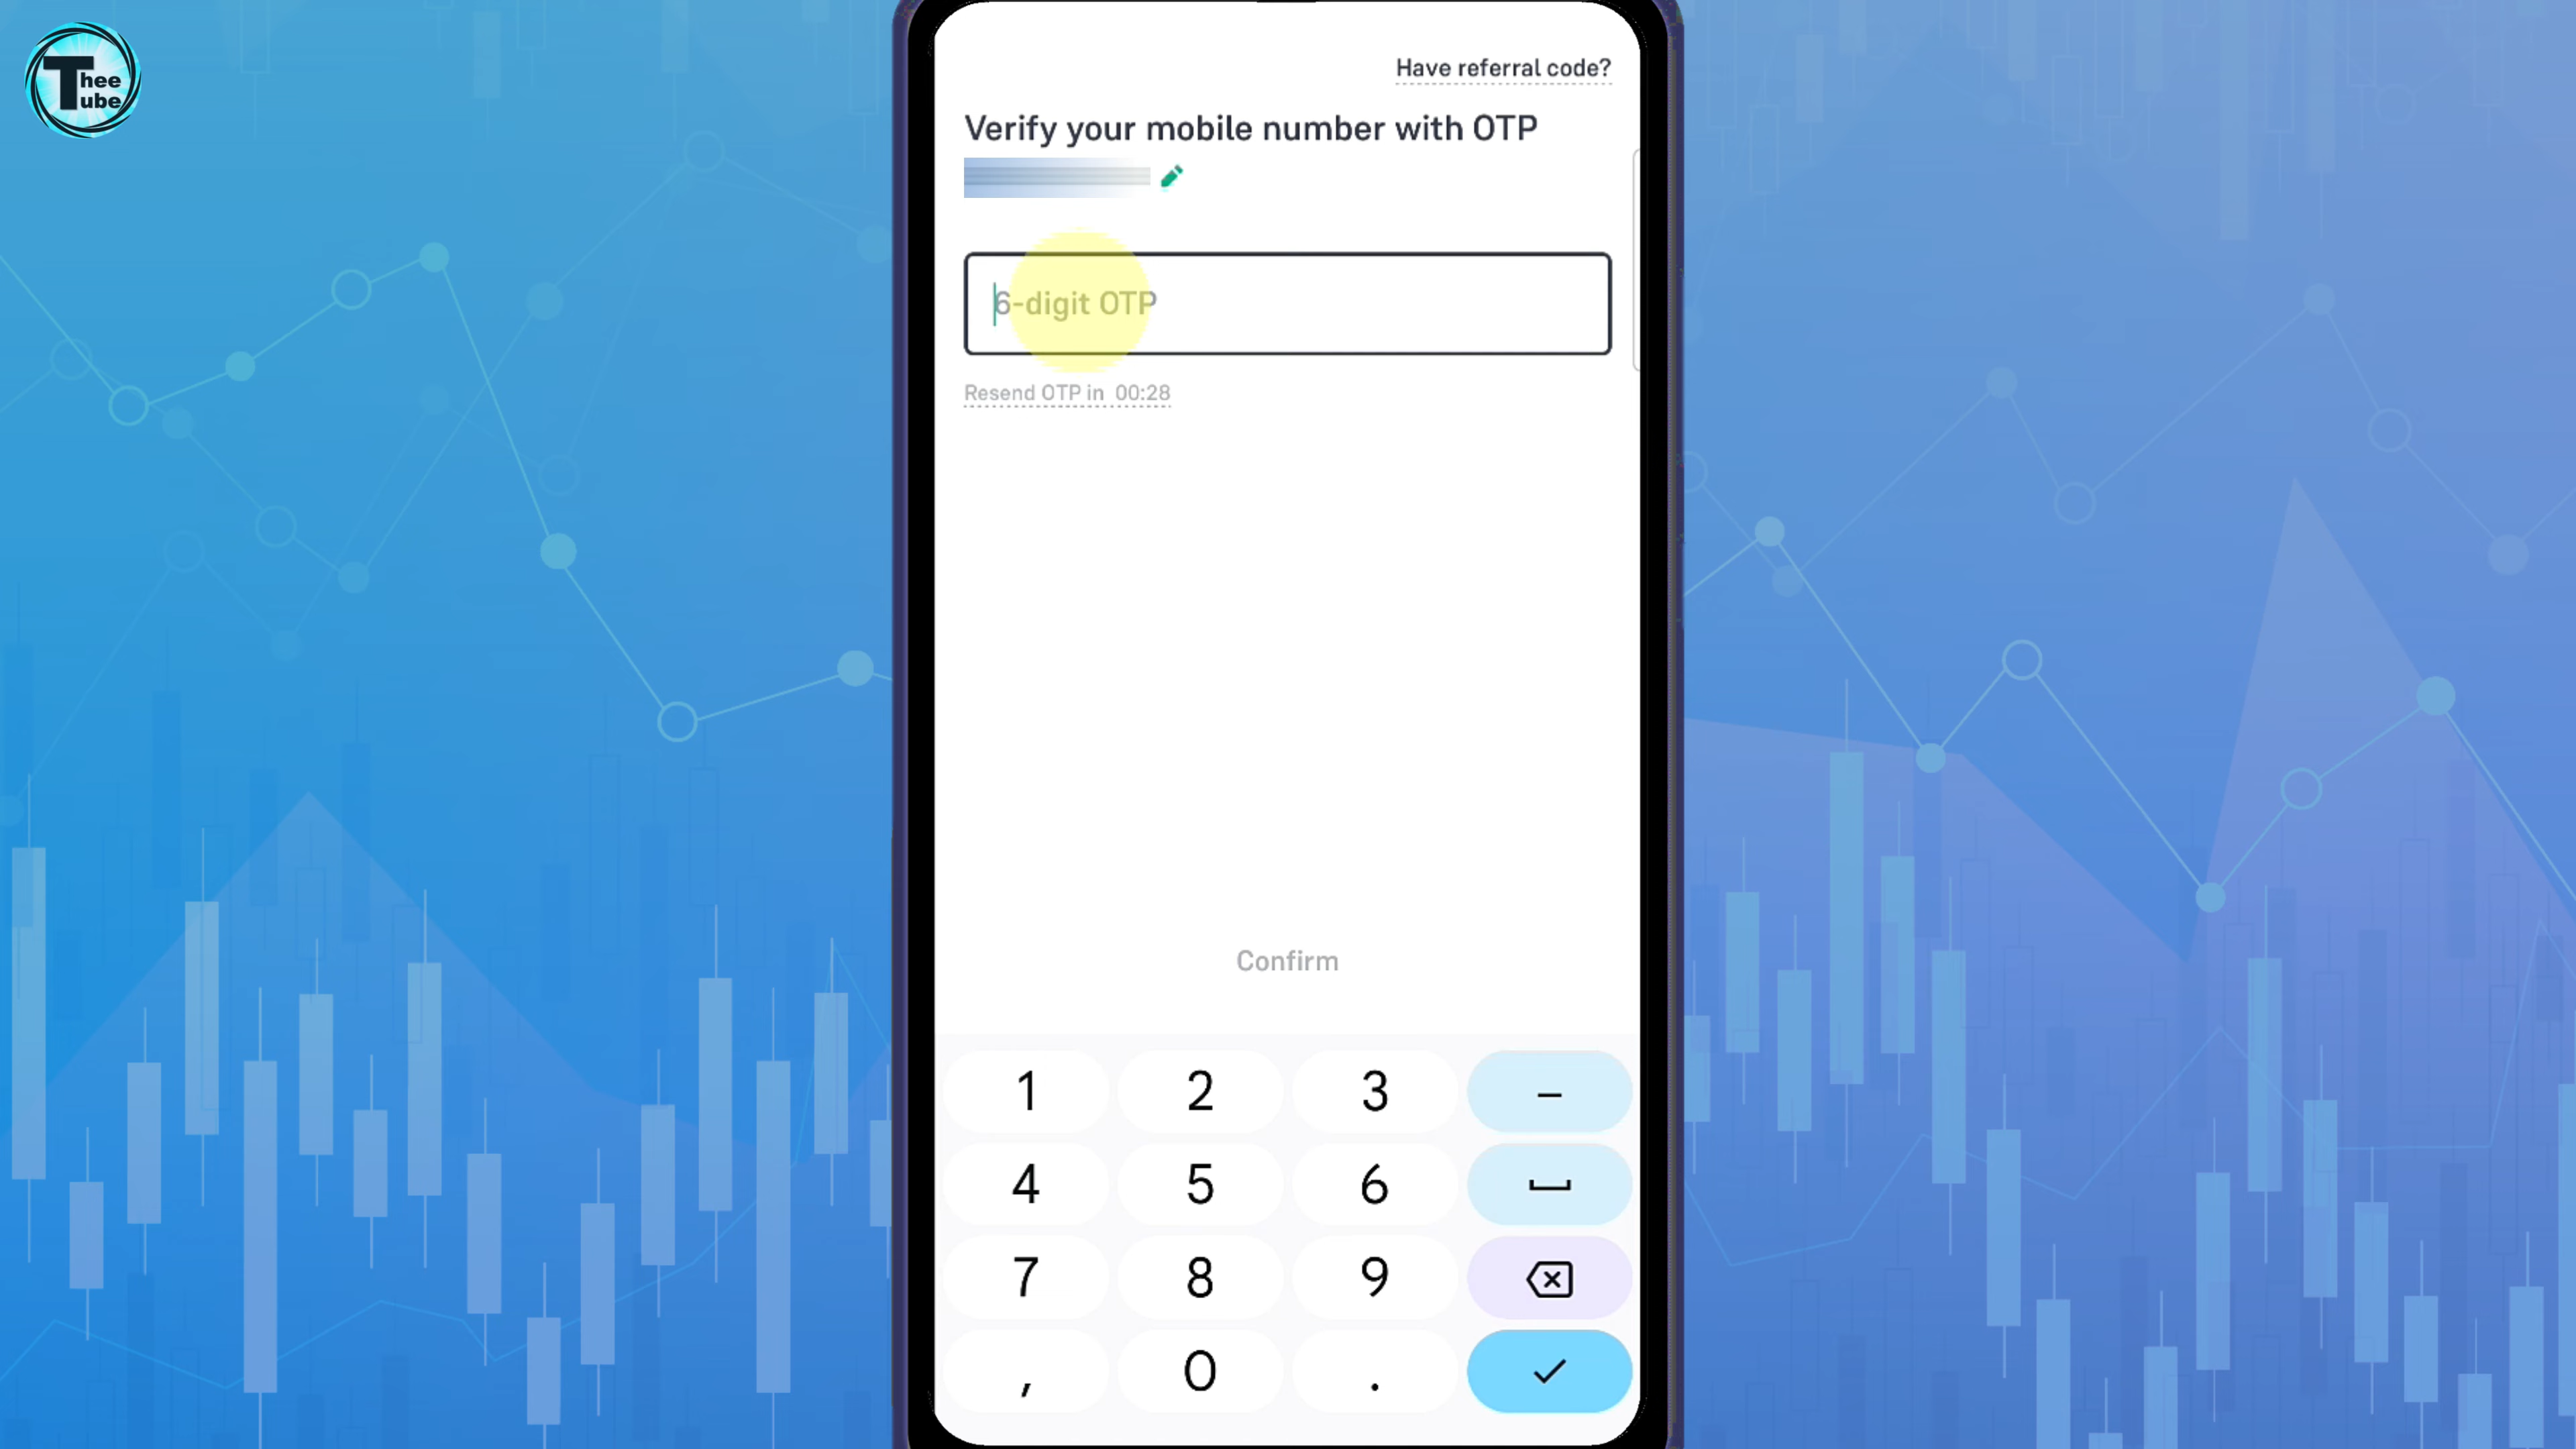 Thee
Tube
Have referral code?
Verify your mobile number with OTP
6-digit OTP
Resend OTP in 00:28
Confirm
1 2 3 –
4 5 6
7 8 9
, 0 .